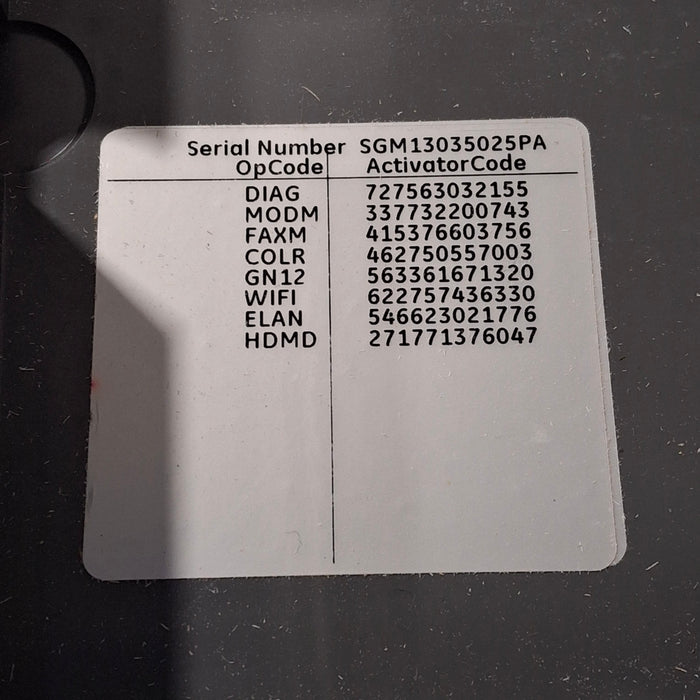 Serial Number SGM13035025PA
OpCode ActivatorCode
DIAG 727563032155
MODM 337732200743
FAXM 415376603756
COLR 462750557003
GN12 563361671320
WIFI 622757436330
ELAN 546623021776
HDMD 271771376047